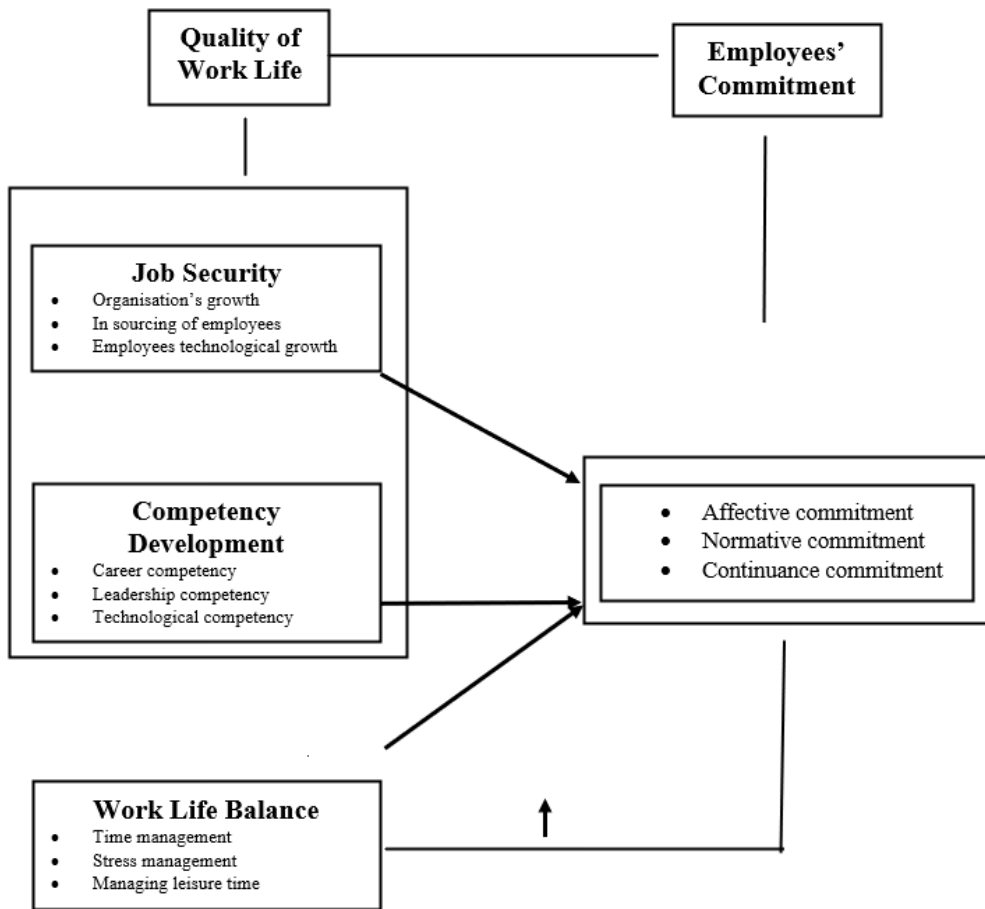 Quality of
Work Life
Employees’
Commitment
Job Security
• Organisation’s growth
• In sourcing of employees
• Employees technological growth
Competency
Development
• Career competency
• Leadership competency
• Technological competency
• Affective commitment
• Normative commitment
• Continuance commitment
Work Life Balance
• Time management
• Stress management
• Managing leisure time